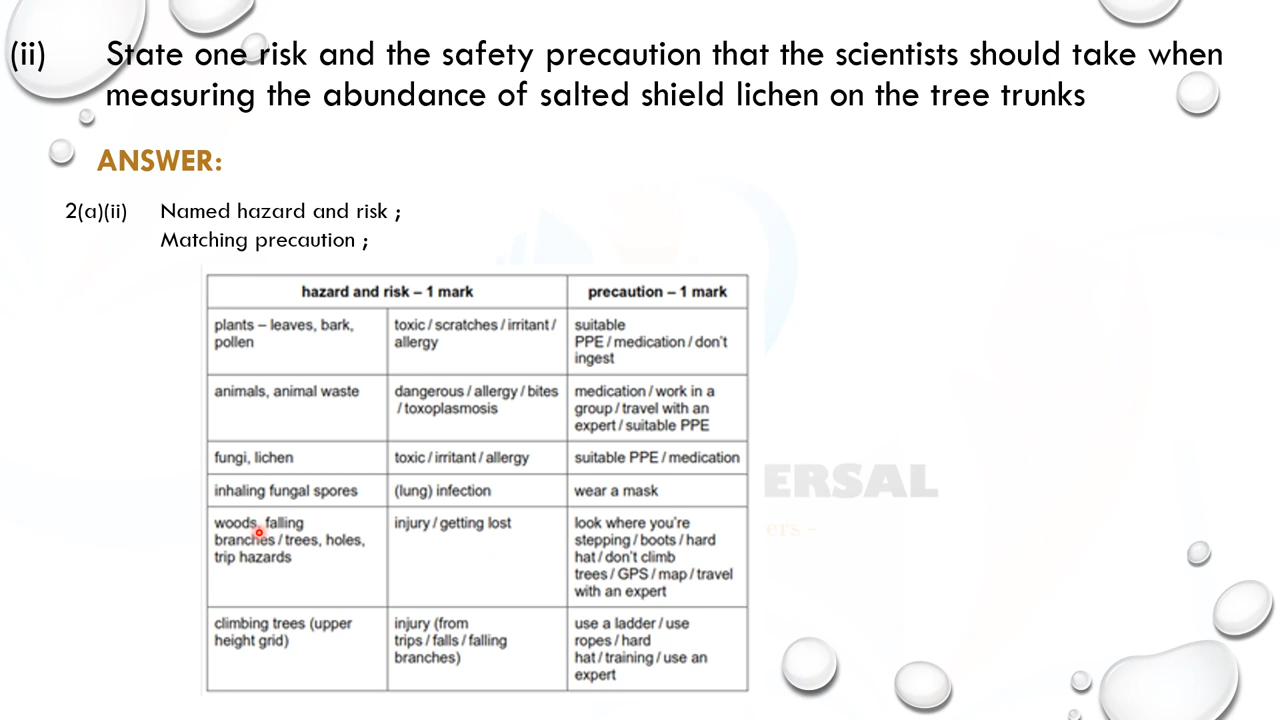 (ii) State one risk and the safety precaution that the scientists should take when
measuring the abundance of salted shield lichen on the tree trunks
ANSWER:
2(a)(ii) Named hazard and risk ;
Matching precaution ;
hazard and risk – 1 mark precaution – 1 mark
plants – leaves, bark, toxic / scratches / irritant / suitable
pollen allergy PPE / medication / don't
ingest
animals, animal waste dangerous / allergy / bites medication / work in a
/ toxoplasmosis group / travel with an
expert / suitable PPE
fungi, lichen toxic / irritant / allergy suitable PPE / medication
inhaling fungal spores (lung) infection wear a mask
woods, falling injury / getting lost look where you're
branches / trees, holes, stepping / boots / hard
trip hazards hat / don't climb
trees / GPS / map / travel
with an expert
climbing trees (upper injury (from use a ladder / use
height grid) trips / falls / falling ropes / hard
branches) hat / training / use an
expert
ERSAL
ers -